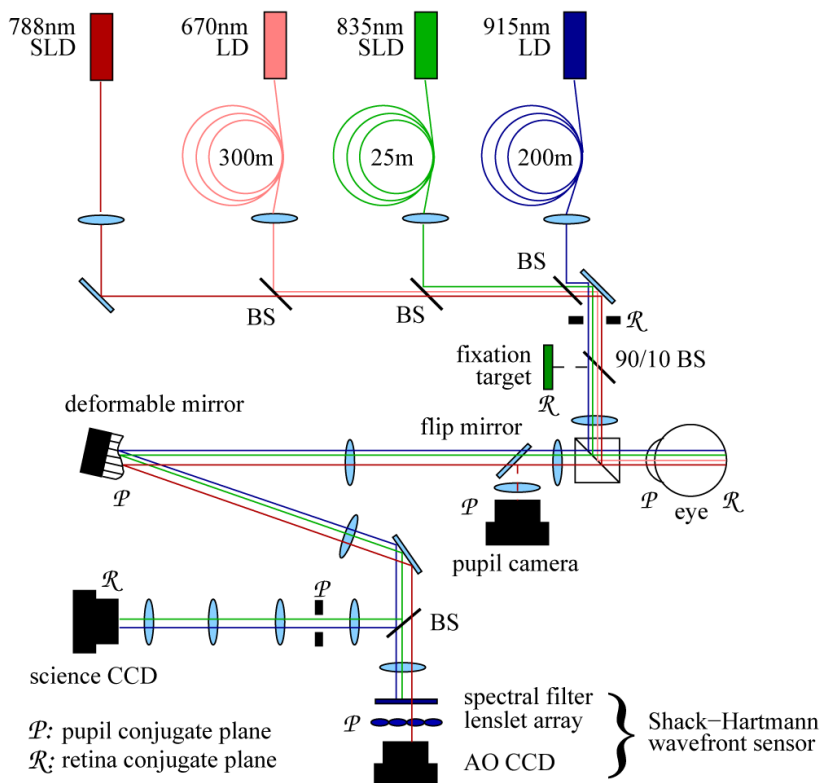 788nm
SLD
670nm
LD
835nm
SLD
915nm
LD
300m
25m
200m
BS
BS
BS
R
fixation
target
90/10 BS
R
deformable mirror
flip mirror
P
P
P
R
eye
pupil camera
R
P
BS
science CCD
P
spectral filter
lenslet array
AO CCD
Shack−Hartmann
wavefront sensor
P: pupil conjugate plane
R: retina conjugate plane